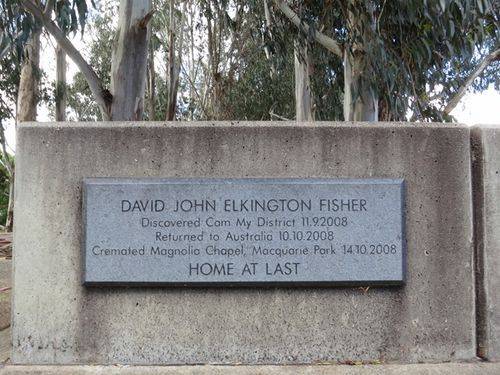 DAVID JOHN ELKINGTON FISHER
Discovered Cam My District 11.9.2008
Returned to Australia 10.10.2008
Cremated Magnolia Chapel, Macquarie Park 14.10.2008
HOME AT LAST